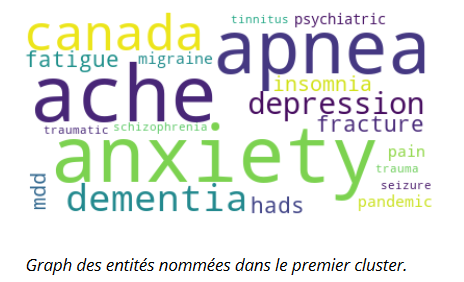 tinnitus psychiatric
canada apnea
fatigue migraine
insomnia
ache depression
fracture
traumatic schizophrenia
anxiety pain
trauma
mdd dementia hads seizure
pandemic
Graph des entités nommées dans le premier cluster.